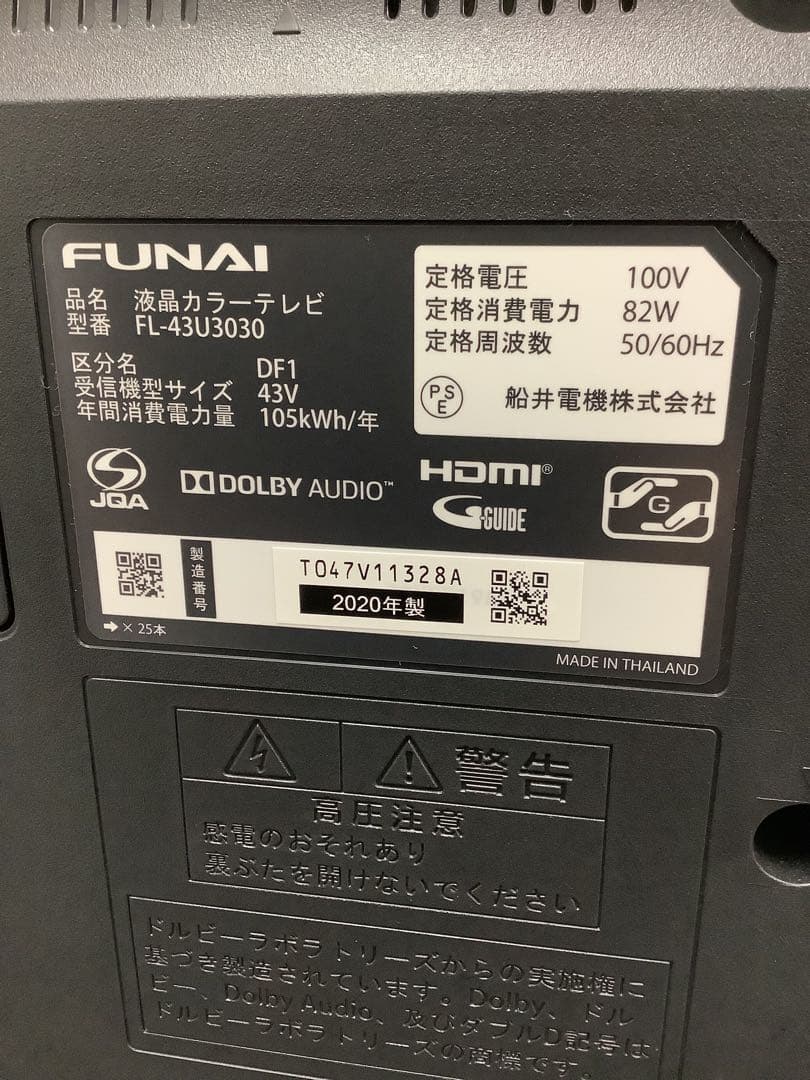 FUNAI
品名 液晶カラーテレビ
型番 FL-43U3030
区分名 DF1
受信機型サイズ 43V
年間消費電力量 105kWh/年
定格電圧 100V
定格消費電力 82W
定格周波数 50/60Hz
PSE 船井電機株式会社
JQA
DOLBY AUDIO™
HDMI®
G-GUIDE
G
製造番号
T047V11328A
2020年製
× 25本
MADE IN THAILAND
警告
高圧注意
感電のおそれあり
裏ぶたを開けないでください
ドルビーラボラトリーズからの実施権に
基づき製造されています。Dolby、ドル
ビー、Dolby Audio、及びダブルD記号は
ドルビーラボラトリーズの商標です。